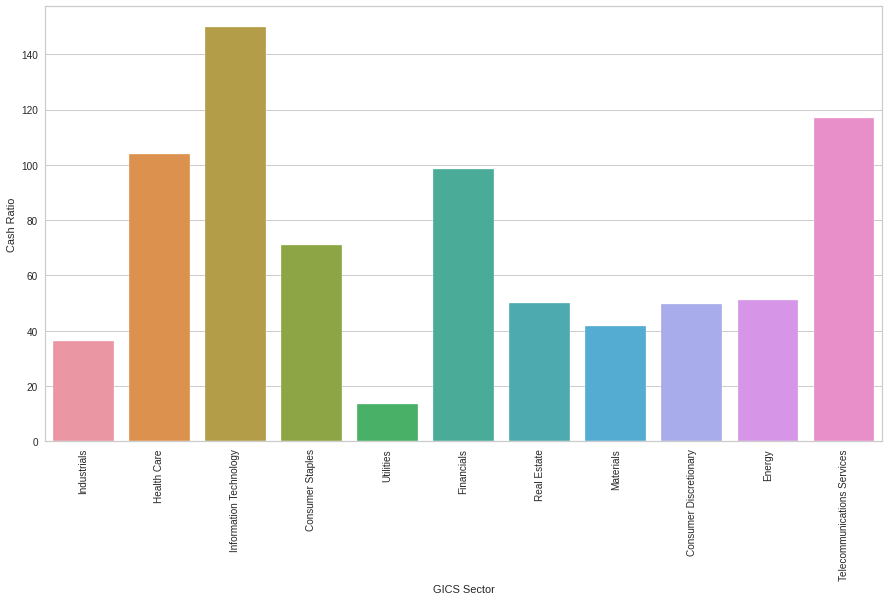 140
120
100
80
60
40
20
0
Cash Ratio
Industrials
Health Care
Information Technology
Consumer Staples
Utilities
Financials
Real Estate
Materials
Consumer Discretionary
Energy
Telecommunications Services
GICS Sector